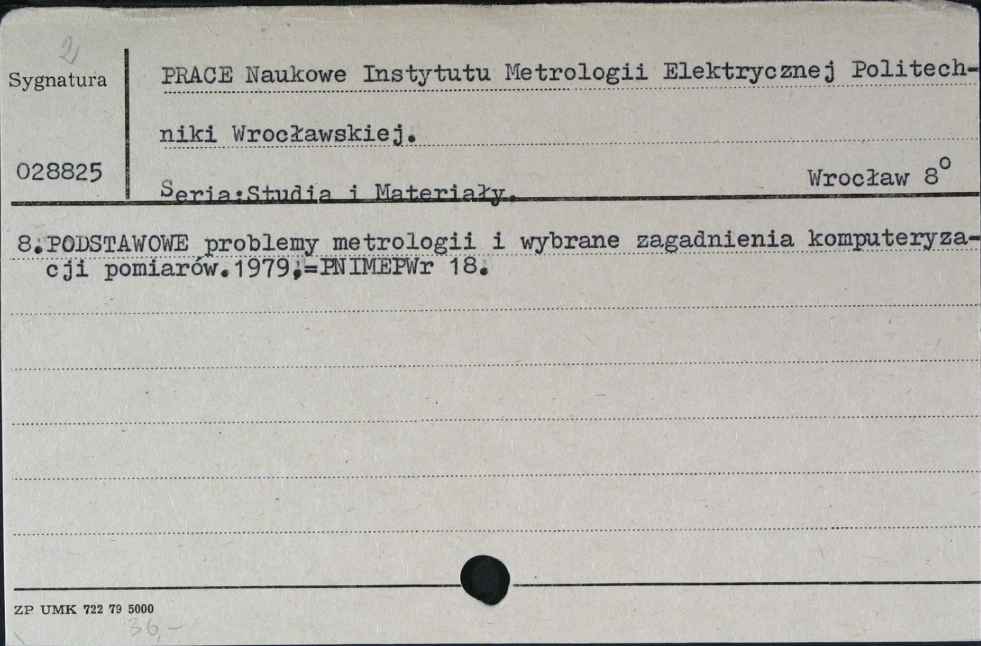 2
Sygnatura
PRACE Naukowe Instytutu Metrologii Elektrycznej Politech-
niki Wrocławskiej.
028825
Wrocław 8º
Seria:Studia i Materiały.
8.PODSTAWOWE problemy metrologii i wybrane zagadnienia komputeryza-
cji pomiarów.1979,=PNIMEPWr 18.
ZP UMK 722 79 5000
36,-